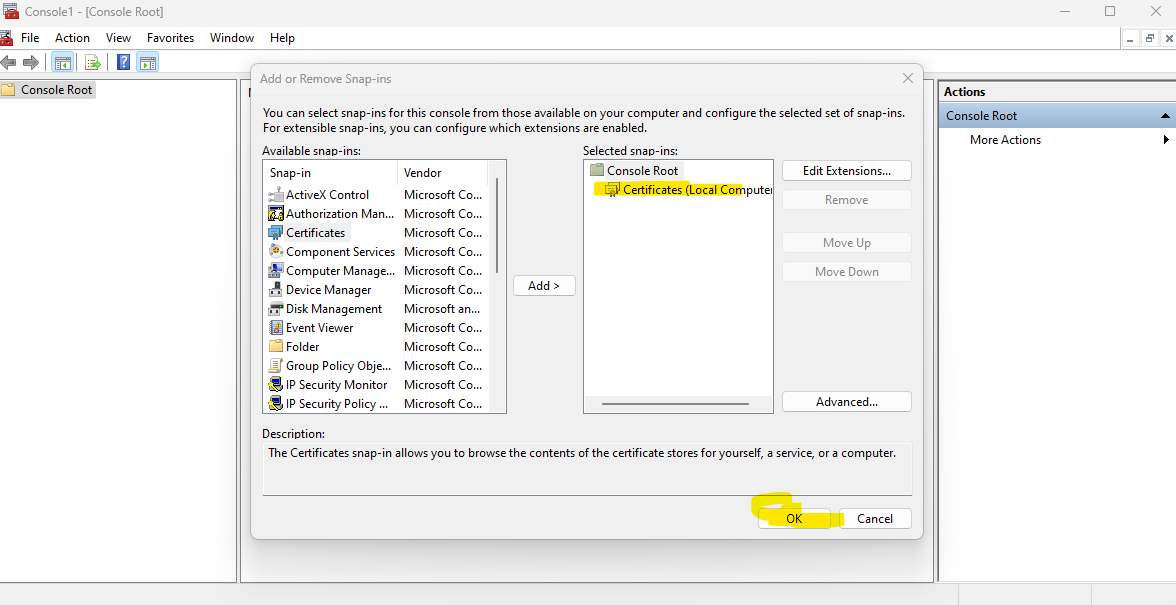 Console1 - [Console Root]
File Action View Favorites Window Help
Console Root
Add or Remove Snap-ins
You can select snap-ins for this console from those available on your computer and configure the selected set of snap-ins.
For extensible snap-ins, you can configure which extensions are enabled.
Available snap-ins:
Snap-in Vendor
ActiveX Control Microsoft Co...
Authorization Man... Microsoft Co...
Certificates Microsoft Co...
Component Services Microsoft Co...
Computer Manage... Microsoft Co...
Device Manager Microsoft Co...
Disk Management Microsoft an...
Event Viewer Microsoft Co...
Folder Microsoft Co...
Group Policy Obje... Microsoft Co...
IP Security Monitor Microsoft Co...
IP Security Policy ... Microsoft Co...
Add >
Selected snap-ins:
Console Root
Certificates (Local Computer
Edit Extensions...
Remove
Move Up
Move Down
Advanced...
Description:
The Certificates snap-in allows you to browse the contents of the certificate stores for yourself, a service, or a computer.
OK Cancel
Actions
Console Root
More Actions